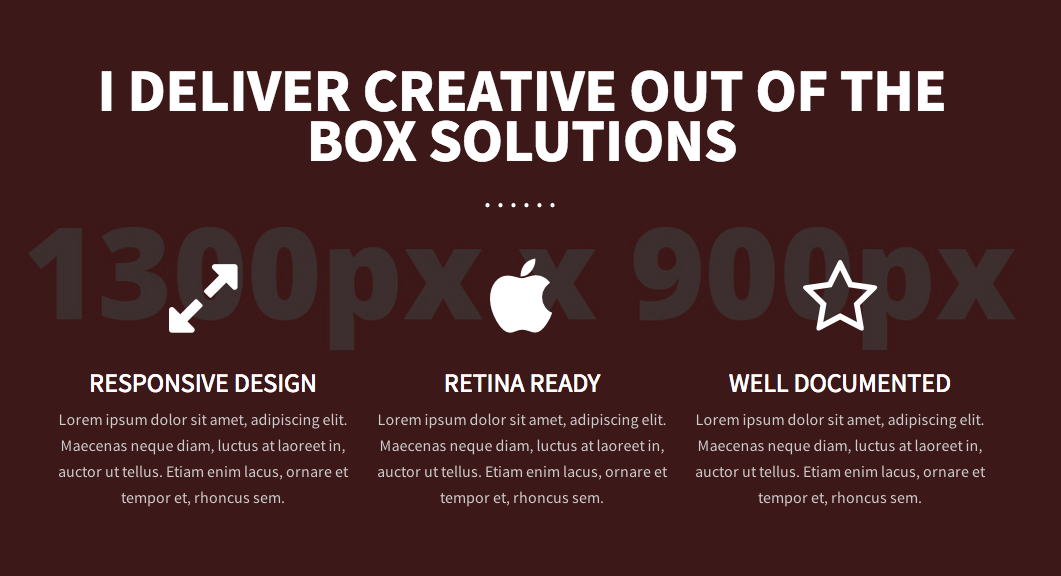 I DELIVER CREATIVE OUT OF THE
BOX SOLUTIONS
1300px x 900px
RESPONSIVE DESIGN
Lorem ipsum dolor sit amet, adipiscing elit.
Maecenas neque diam, luctus at laoreet in,
auctor ut tellus. Etiam enim lacus, ornare et
tempor et, rhoncus sem.
RETINA READY
Lorem ipsum dolor sit amet, adipiscing elit.
Maecenas neque diam, luctus at laoreet in,
auctor ut tellus. Etiam enim lacus, ornare et
tempor et, rhoncus sem.
WELL DOCUMENTED
Lorem ipsum dolor sit amet, adipiscing elit.
Maecenas neque diam, luctus at laoreet in,
auctor ut tellus. Etiam enim lacus, ornare et
tempor et, rhoncus sem.